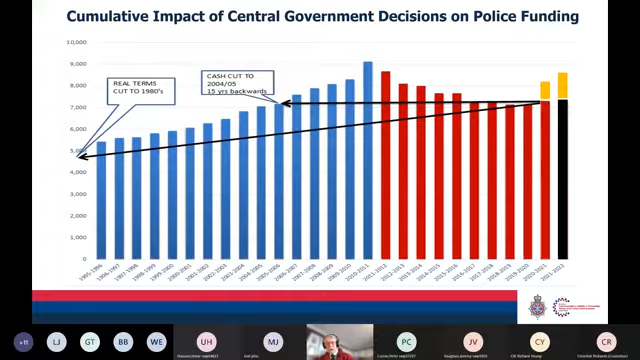 Cumulative Impact of Central Government Decisions on Police Funding
10,000
9,000
8,000
7,000
6,000
5,000
4,000
3,000
2,000
1,000
0
REAL TERMS
CUT TO 1980's
CASH CUT TO
2004/05
15 yrs backwards
1995-1996
1996-1997
1997-1998
1998-1999
1999-2000
2000-2001
2001-2002
2002-2003
2003-2004
2004-2005
2005-2006
2006-2007
2007-2008
2008-2009
2009-2010
2010-2011
2011-2012
2012-2013
2013-2014
2014-2015
2015-2016
2016-2017
2017-2018
2018-2019
2019-2020
2020-2021
2021-2022
+11
LJ
GT
BB
WE
UH
MJ
PC
JV
CY
CR
Cllr Richard Young